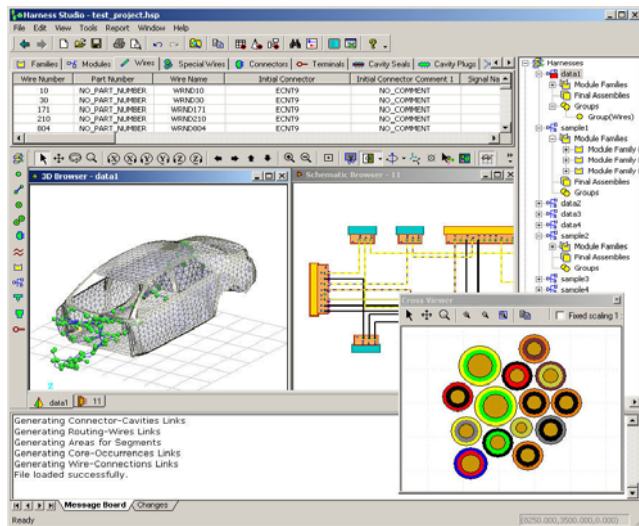 Harness Studio - test_project.hsp
File Edit View Tools Report Window Help
Families Modules Wires Special Wires Connectors Terminals Cavity Seals Cavity Plugs
Wire Number Part Number Wire Name Initial Connector Initial Connector Comment 1 Signal Na
10 NO_PART_NUMBER WRND10 ECNT9 NO_COMMENT
30 NO_PART_NUMBER WRND30 ECNT9 NO_COMMENT
171 NO_PART_NUMBER WRND171 ECNT9 NO_COMMENT
210 NO_PART_NUMBER WRND210 ECNT9 NO_COMMENT
804 NO_PART_NUMBER WRND804 ECNT9 NO_COMMENT
Harnesses
data1
Module Families
Final Assemblies
Groups
Group(Wires)
sample1
Module Families
Module Family
Module Family
Module Family
Final Assemblies
Groups
data2
data3
data4
sample2
Module Families
Final Assemblies
Groups
sample3
sample4
3D Browser - data1
Schematic Browser - 11
Z
Cross Viewer
Fixed scaling 1 :
data1 11
Generating Connector-Cavities Links
Generating Routing-Wires Links
Generating Areas for Segments
Generating Core-Occurrences Links
Generating Wire-Connections Links
File loaded successfully.
Message Board Changes
Ready
(6250.000,3500.000,0.000)